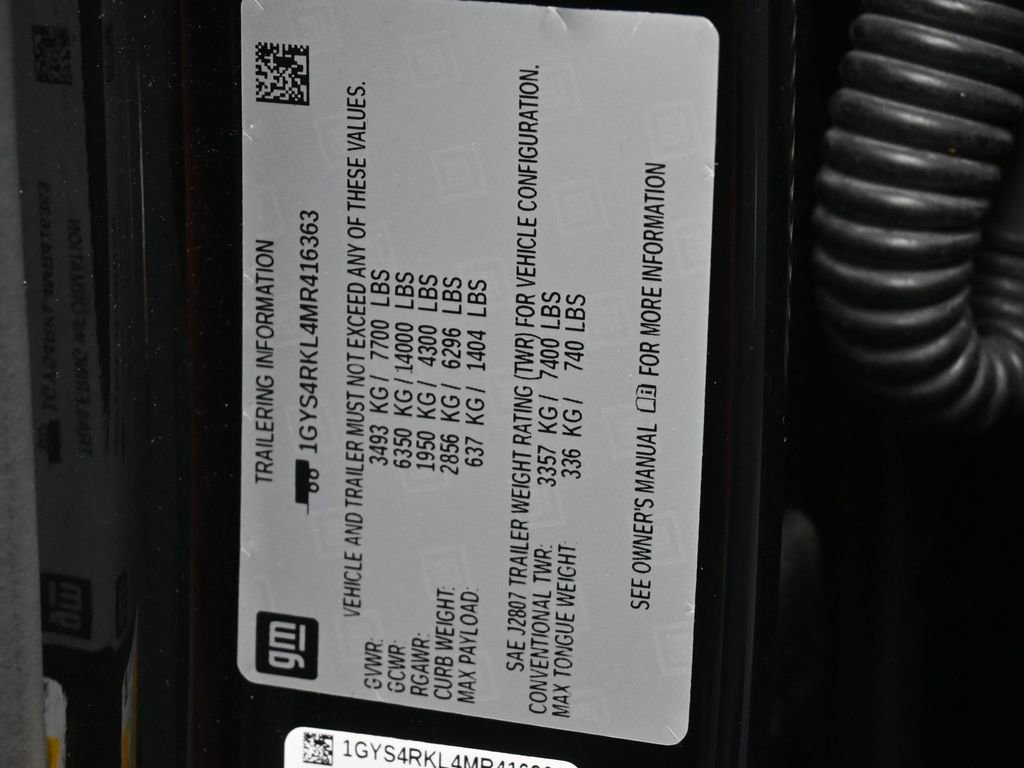 gm
TRAILERING INFORMATION
1GYS4RKL4MR416363
VEHICLE AND TRAILER MUST NOT EXCEED ANY OF THESE VALUES.
GVWR: 3493 KG / 7700 LBS
GCWR: 6350 KG / 14000 LBS
RGAWR: 1950 KG / 4300 LBS
CURB WEIGHT: 2856 KG / 6296 LBS
MAX PAYLOAD: 637 KG / 1404 LBS
SAE J2807 TRAILER WEIGHT RATING (TWR) FOR VEHICLE CONFIGURATION.
CONVENTIONAL TWR: 3357 KG / 7400 LBS
MAX TONGUE WEIGHT: 336 KG / 740 LBS
SEE OWNER'S MANUAL FOR MORE INFORMATION